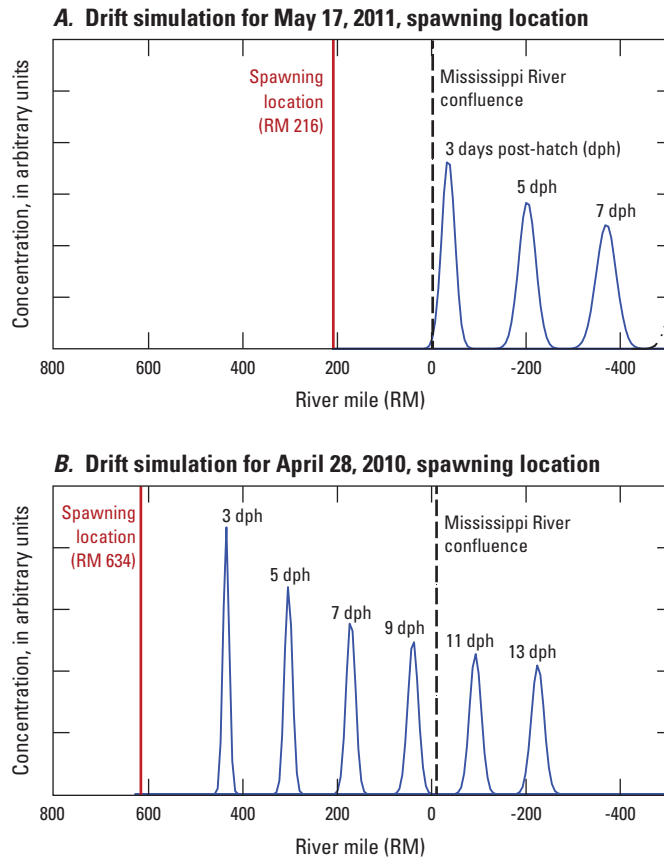 A. Drift simulation for May 17, 2011, spawning location
Spawning
location
(RM 216)
Mississippi River
confluence
3 days post-hatch (dph)
5 dph
7 dph
Concentration, in arbitrary units
800
600
400
200
0
-200
-400
River mile (RM)
B. Drift simulation for April 28, 2010, spawning location
Spawning
location
(RM 634)
3 dph
Mississippi River
confluence
5 dph
7 dph
9 dph
11 dph
13 dph
Concentration, in arbitrary units
800
600
400
200
0
-200
-400
River mile (RM)